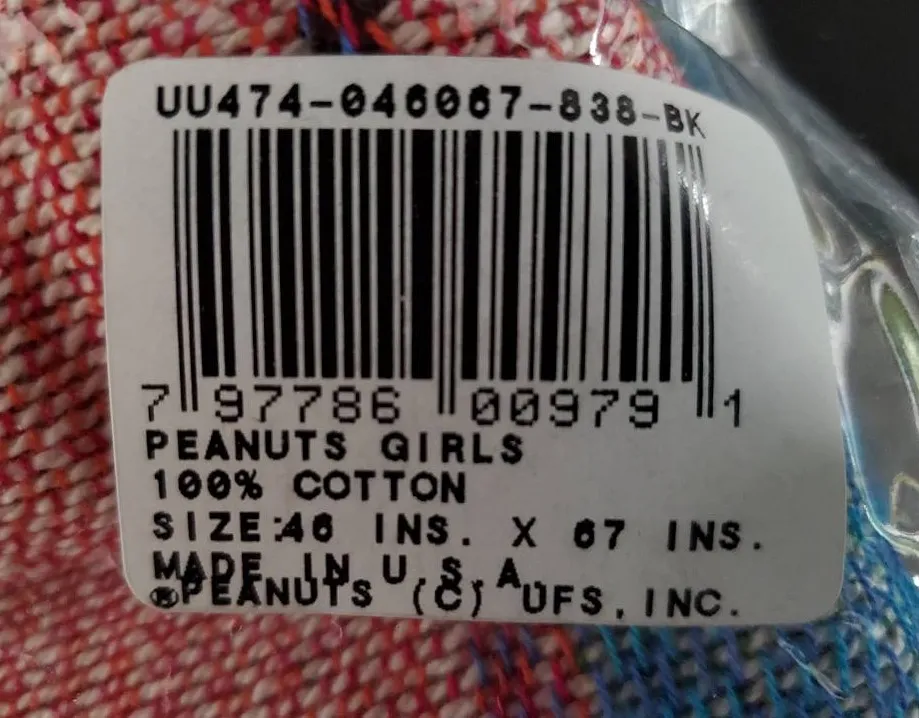 UU474-046067-838-BK
7 97786 00979 1
PEANUTS GIRLS
100% COTTON
SIZE:46 INS. X 67 INS.
MADE IN U.S.A.
®PEANUTS (C) UFS, INC.